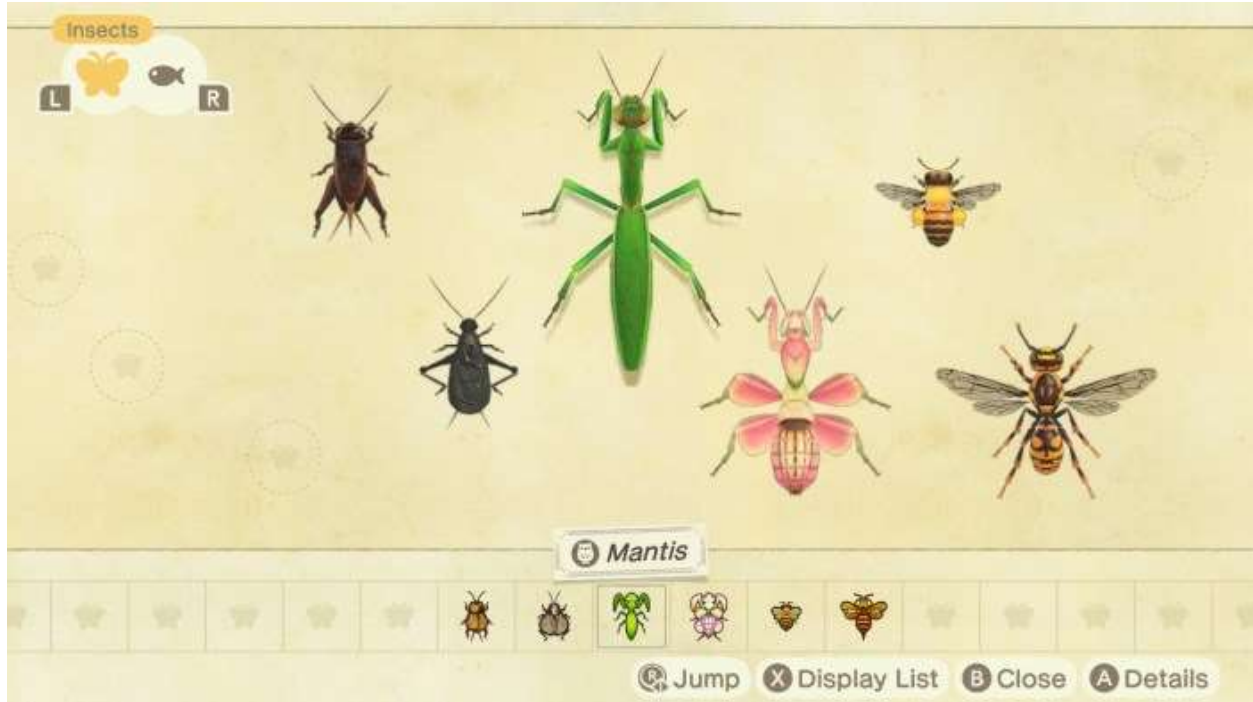 Insects
L
R
Mantis
R Jump
X Display List
B Close
A Details